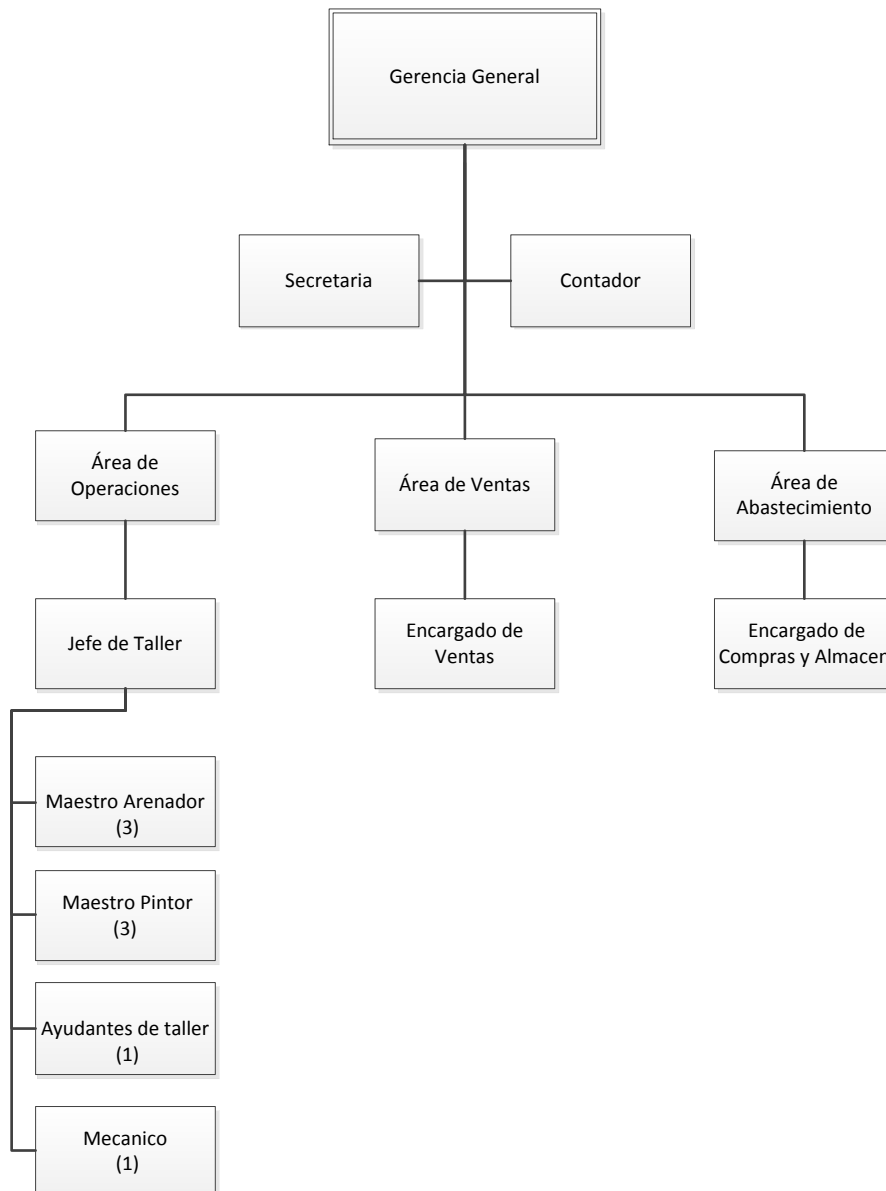 Gerencia General
Secretaria
Contador
Área de
Operaciones
Área de Ventas
Área de
Abastecimiento
Jefe de Taller
Encargado de
Ventas
Encargado de
Compras y Almacen
Maestro Arenador
(3)
Maestro Pintor
(3)
Ayudantes de taller
(1)
Mecanico
(1)